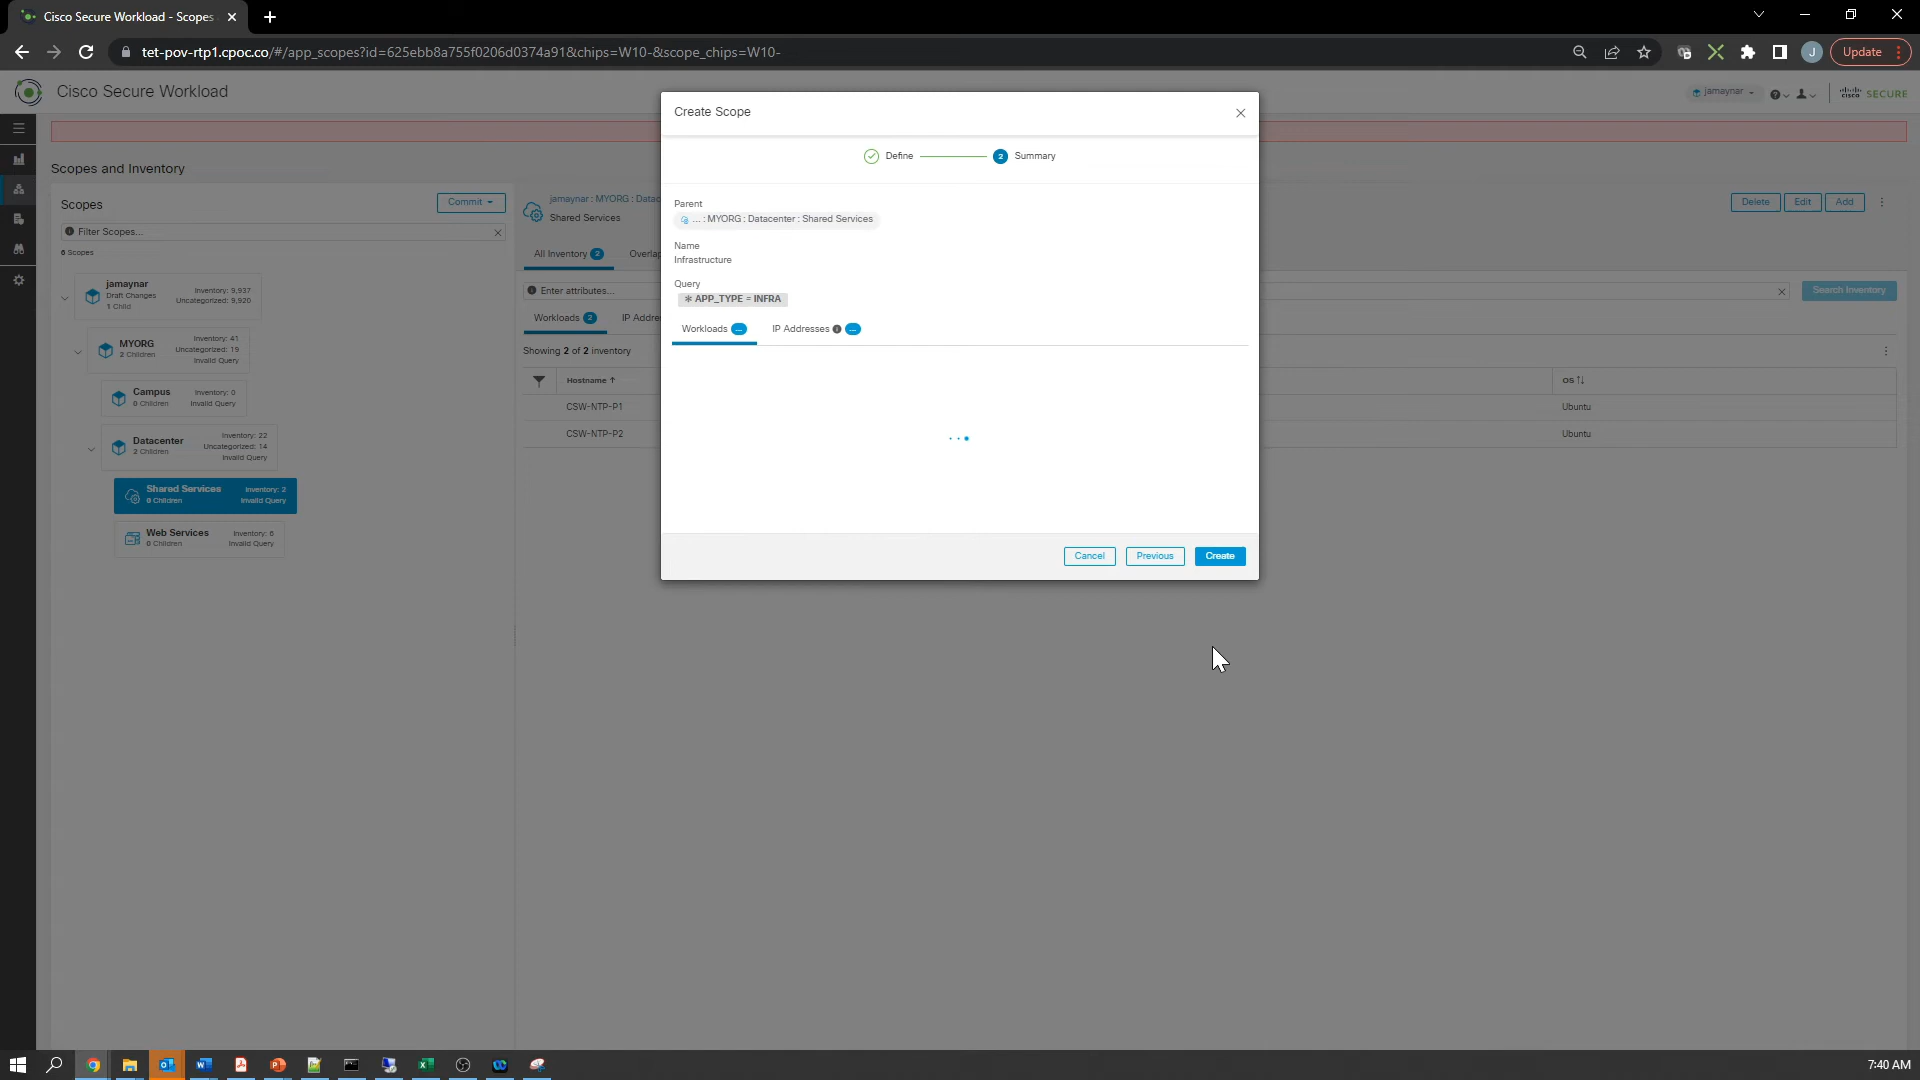 Cisco Secure Workload - Scopes
tet-pov-rtp1.cpoc.co/#/app_scopes?id=625ebb8a755f0206d0374a91&chips=W10-&scope_chips=W10-
J
Update
Cisco Secure Workload
jamaynar
CISCO SECURE
Scopes and Inventory
Scopes
Commit
Filter Scopes...
6 Scopes
jamaynar
Draft Changes
1 Child
Inventory: 9,937
Uncategorized: 9,920
MYORG
2 Children
Inventory: 41
Uncategorized: 19
Invalid Query
Campus
0 Children
Inventory: 0
Invalid Query
Datacenter
2 Children
Inventory: 22
Uncategorized: 14
Invalid Query
Shared Services
0 Children
Inventory: 2
Invalid Query
Web Services
0 Children
Inventory: 6
Invalid Query
jamaynar : MYORG : Datac
Shared Services
Delete
Edit
Add
All Inventory 2
Overlap
Enter attributes...
Search Inventory
Workloads 2
IP Addre
Showing 2 of 2 inventory
Hostname ↑
OS ↑↓
CSW-NTP-P1
Ubuntu
CSW-NTP-P2
Ubuntu
Create Scope
Define
2 Summary
Parent
... : MYORG : Datacenter : Shared Services
Name
Infrastructure
Query
✻ APP_TYPE = INFRA
Workloads ...
IP Addresses ...
Cancel
Previous
Create
7:40 AM